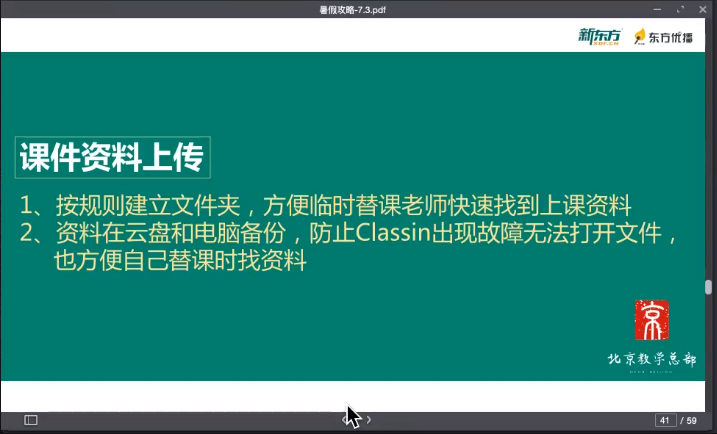 暑假攻略-7.3.pdf
新东方
XDF.CN
东方优播
课件资料上传
1、按规则建立文件夹，方便临时替课老师快速找到上课资料
2、资料在云盘和电脑备份，防止Classin出现故障无法打开文件，
也方便自己替课时找资料
京
北京教学总部
41 / 59